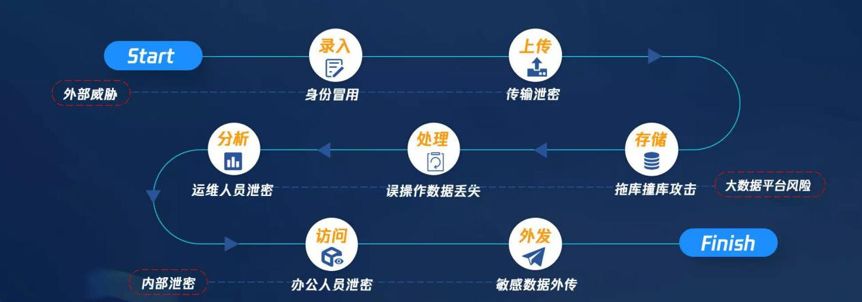 Start
录入
上传
外部威胁
身份冒用
传输泄密
分析
处理
存储
运维人员泄密
误操作数据丢失
拖库撞库攻击
大数据平台风险
访问
外发
Finish
内部泄密
办公人员泄密
敏感数据外传